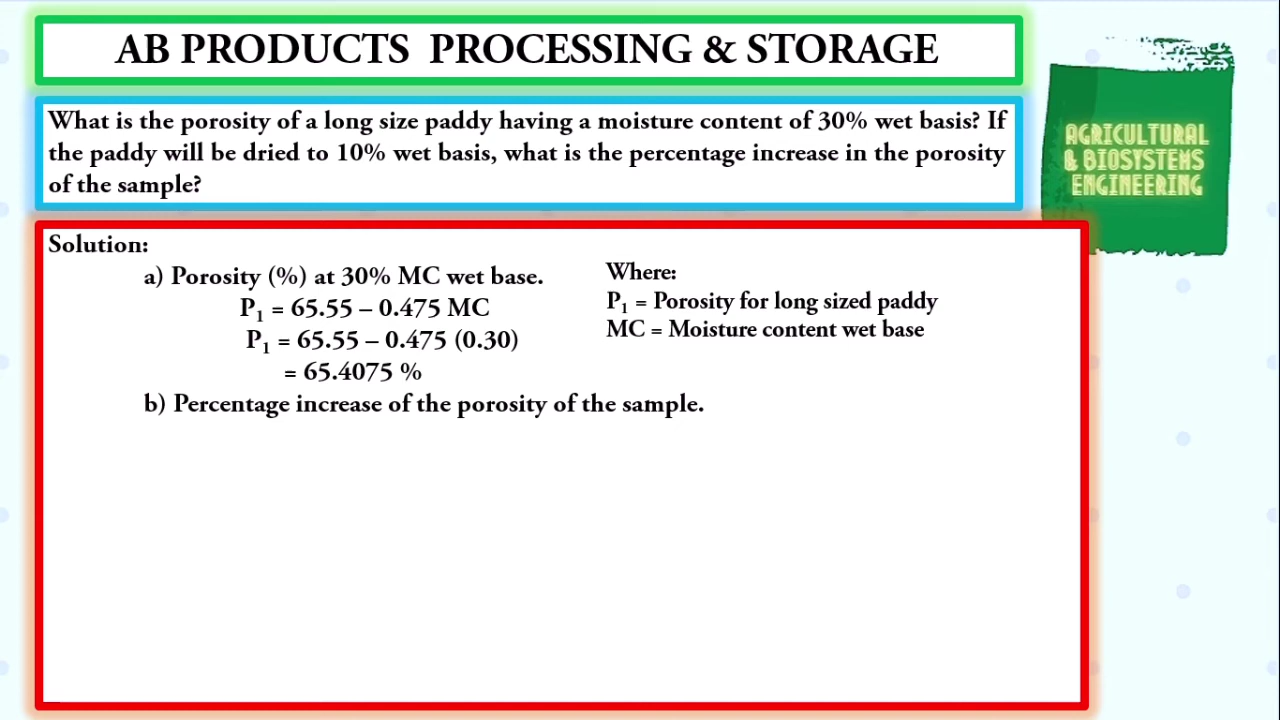 AB PRODUCTS PROCESSING & STORAGE
What is the porosity of a long size paddy having a moisture content of 30% wet basis? If
the paddy will be dried to 10% wet basis, what is the percentage increase in the porosity
of the sample?
AGRICULTURAL
& BIOSYSTEMS
ENGINEERING
Solution:
a) Porosity (%) at 30% MC wet base.
P₁ = 65.55 – 0.475 MC
P₁ = 65.55 – 0.475 (0.30)
= 65.4075 %
Where:
P₁ = Porosity for long sized paddy
MC = Moisture content wet base
b) Percentage increase of the porosity of the sample.